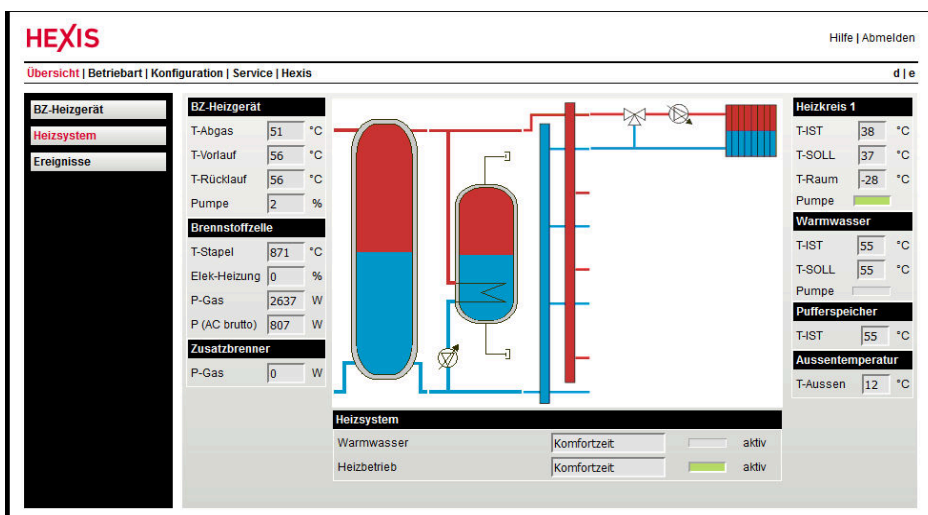 HEXIS
Hilfe | Abmelden
Übersicht | Betriebart | Konfiguration | Service | Hexis
d | e
BZ-Heizgerät
Heizsystem
Ereignisse
BZ-Heizgerät
T-Abgas 51 °C
T-Vorlauf 56 °C
T-Rücklauf 56 °C
Pumpe 2 %
Brennstoffzelle
T-Stapel 871 °C
Elek-Heizung 0 %
P-Gas 2637 W
P (AC brutto) 807 W
Zusatzbrenner
P-Gas 0 W
Heizkreis 1
T-IST 38 °C
T-SOLL 37 °C
T-Raum -28 °C
Pumpe
Warmwasser
T-IST 55 °C
T-SOLL 55 °C
Pumpe
Pufferspeicher
T-IST 55 °C
Aussentemperatur
T-Aussen 12 °C
Heizsystem
Warmwasser Komfortzeit aktiv
Heizbetrieb Komfortzeit aktiv